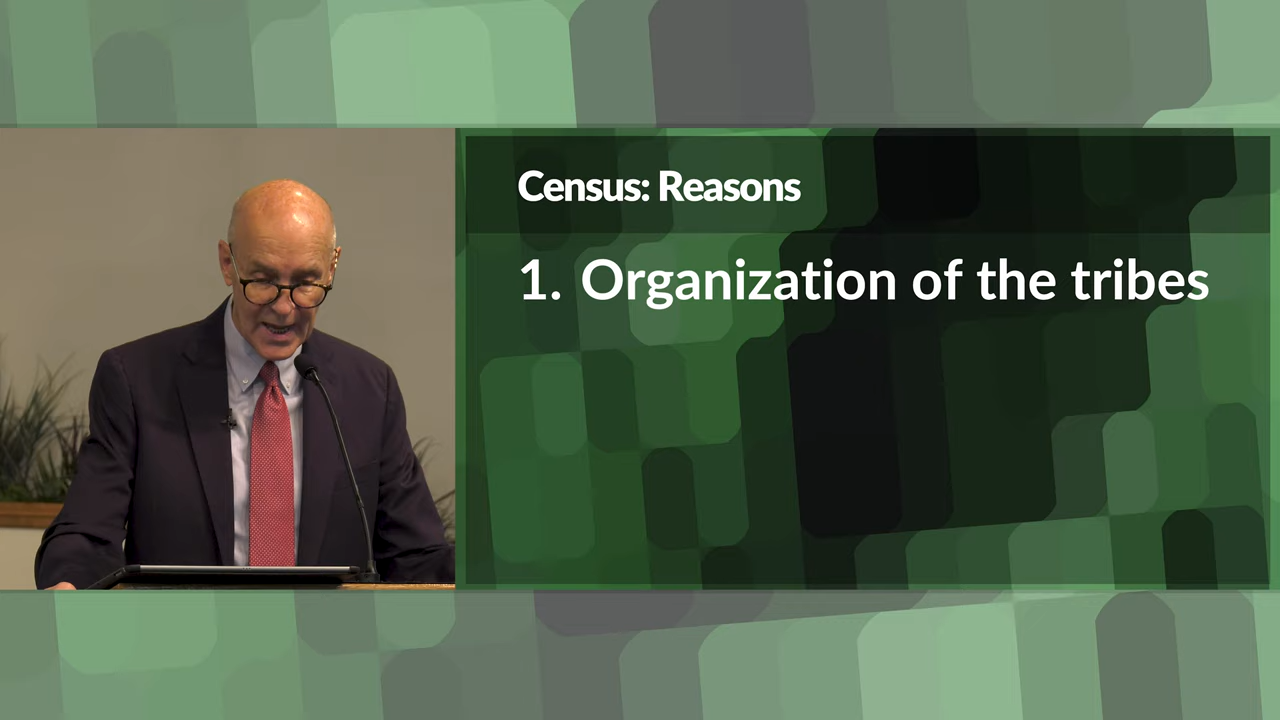 Census: Reasons
1. Organization of the tribes